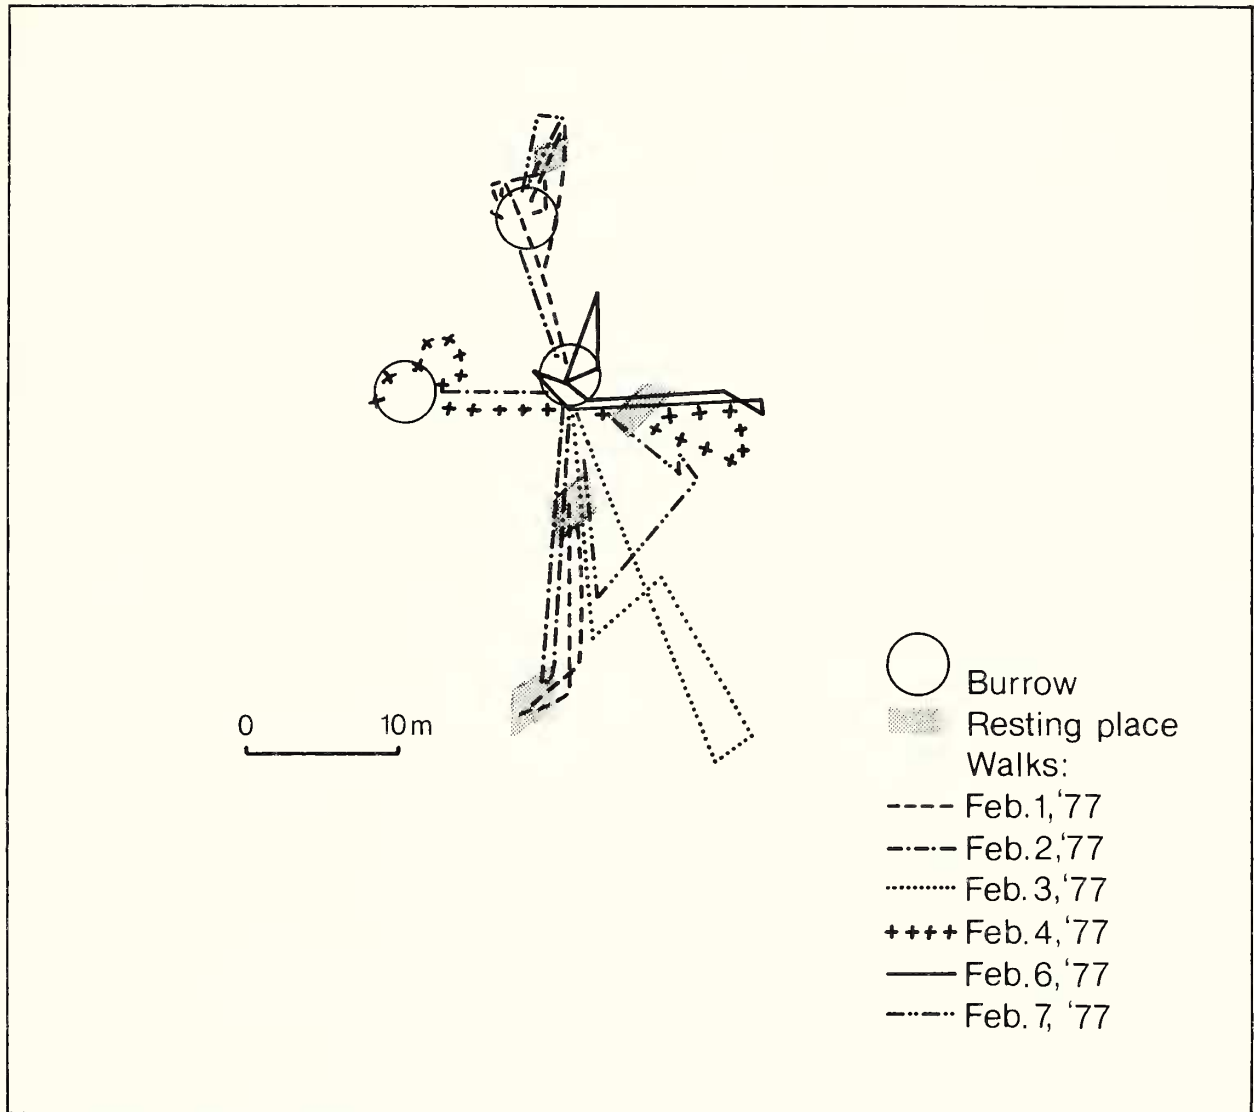 0 10m
Burrow
Resting place
Walks:
Feb. 1, '77
Feb. 2, '77
Feb. 3, '77
Feb. 4, '77
Feb. 6, '77
Feb. 7, '77